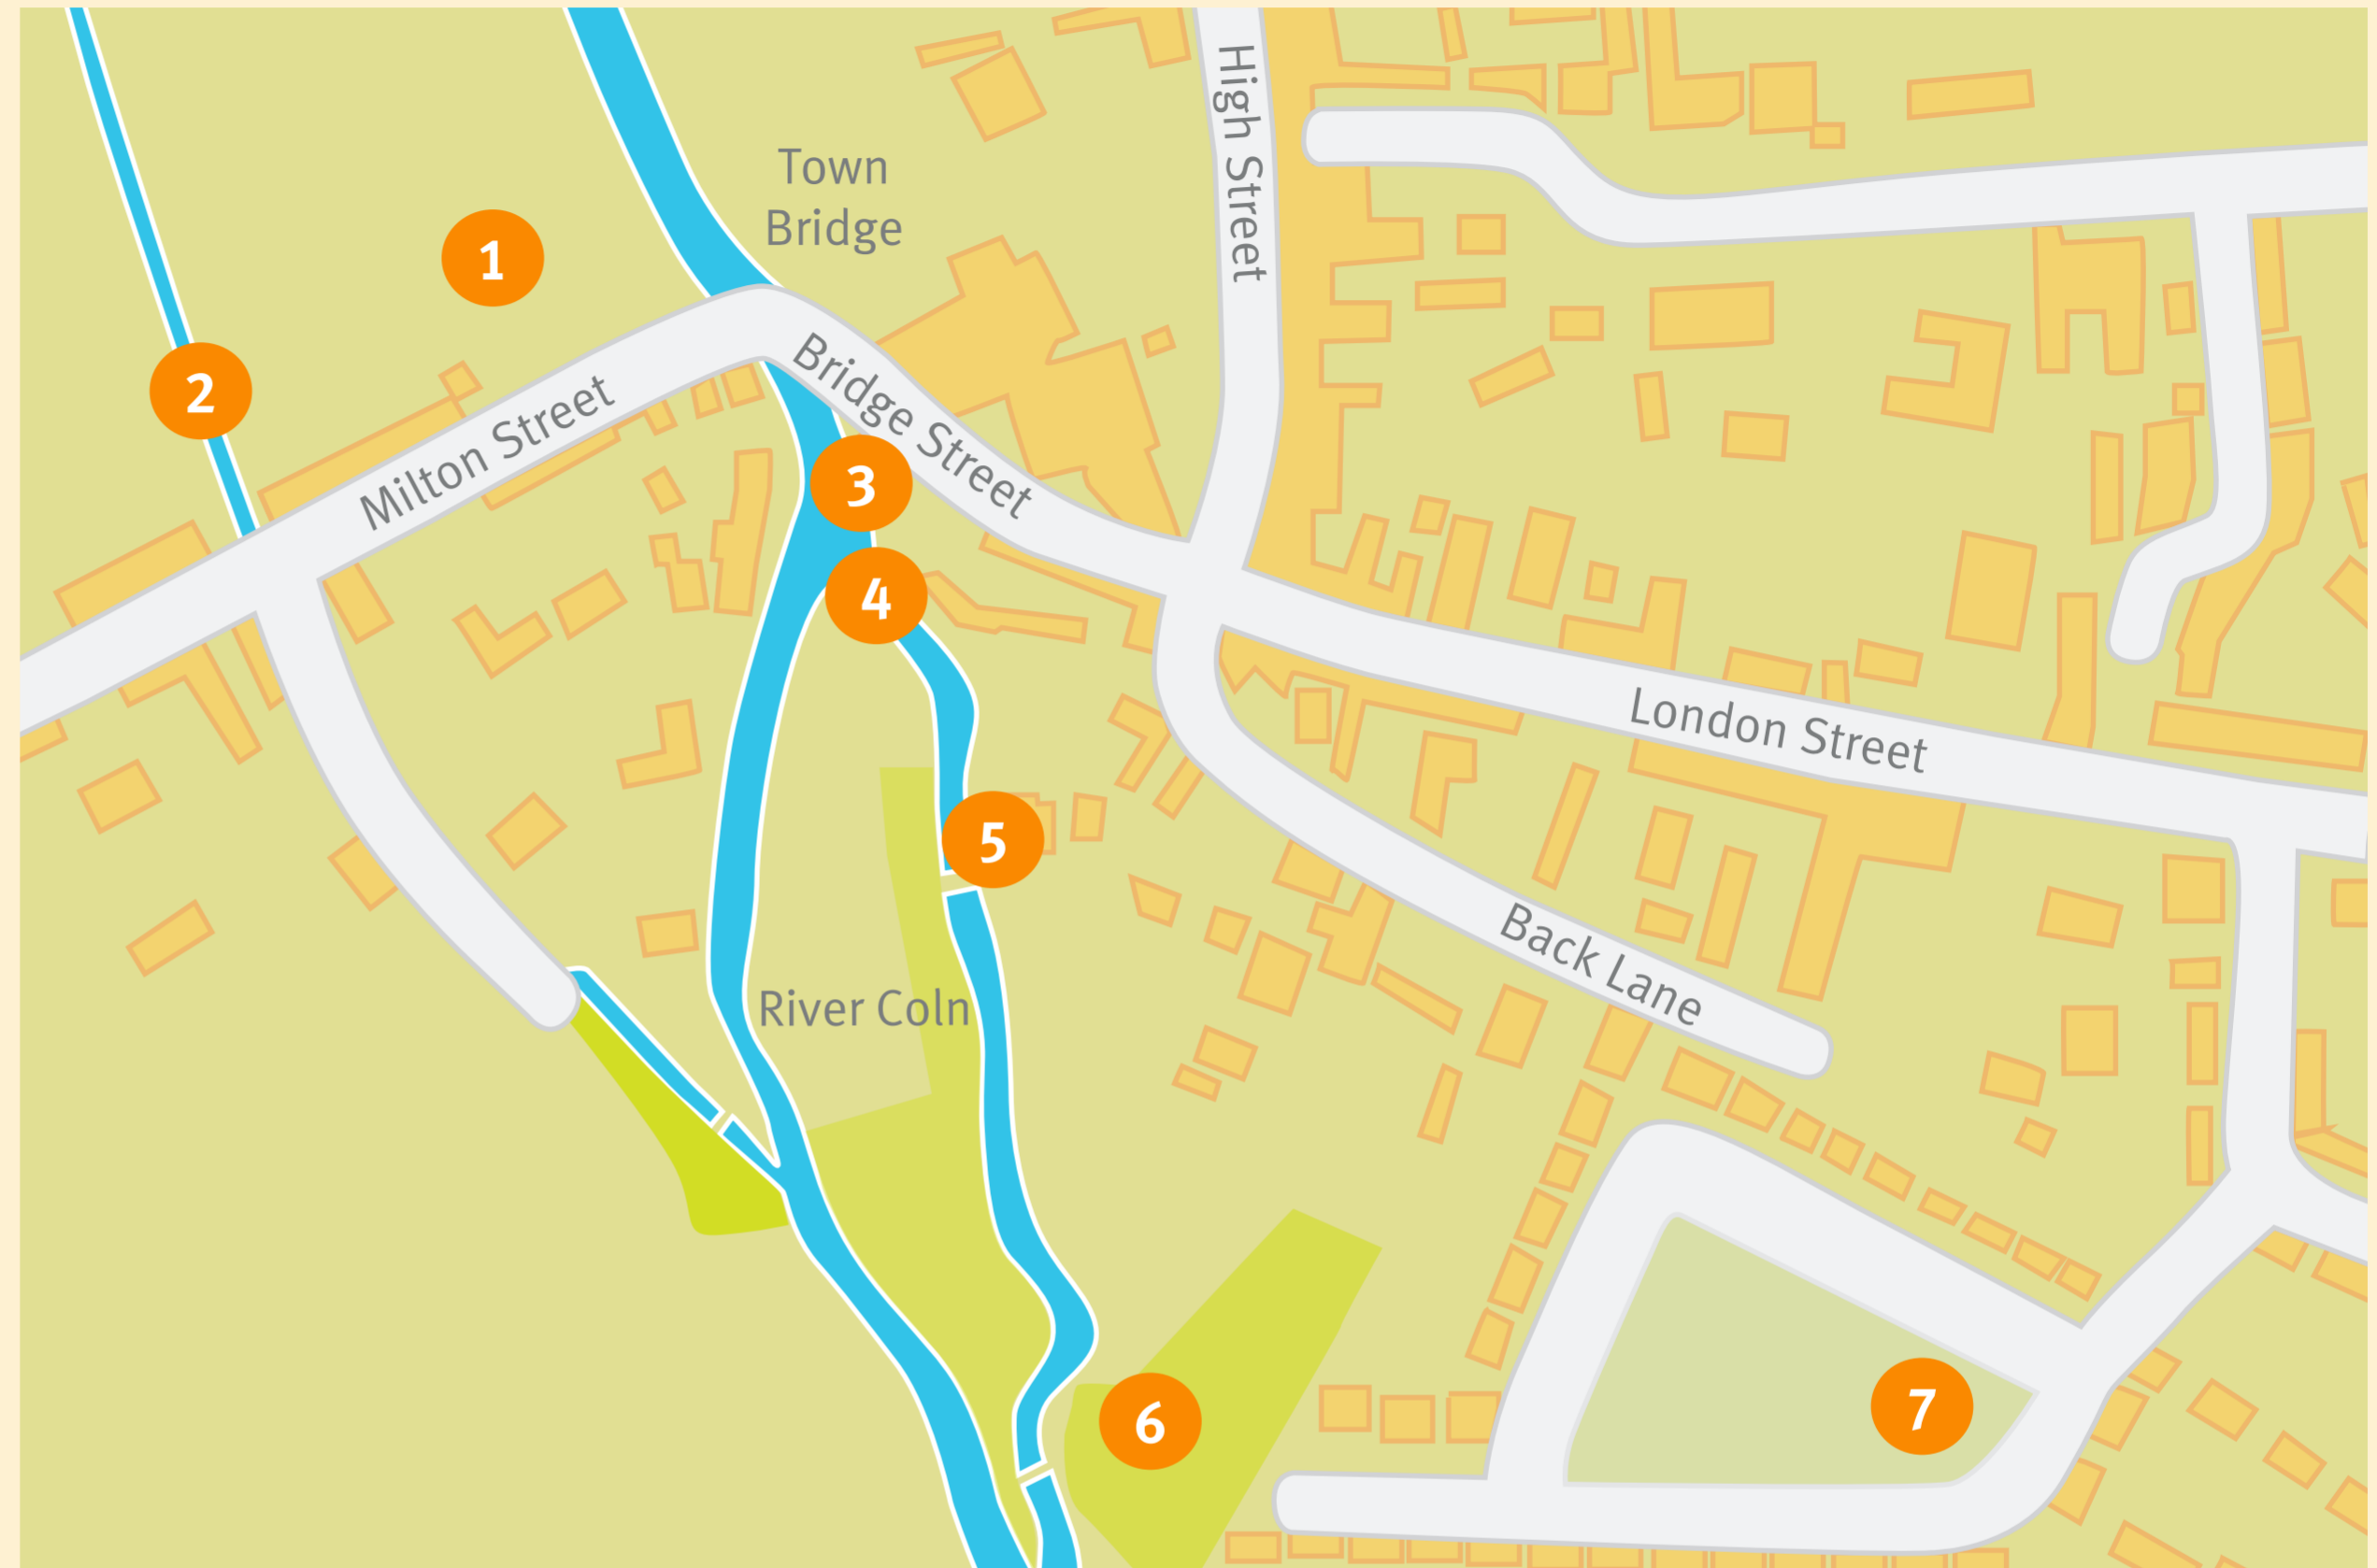 High Street
Town
Bridge
1
2
Milton Street
Bridge Street
3
4
London Street
5
Back Lane
River Coln
6
7